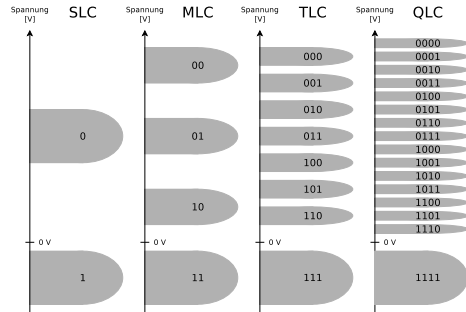 SLC
Spannung
[V]
0
0 V
1
MLC
Spannung
[V]
00
01
10
0 V
11
TLC
Spannung
[V]
000
001
010
011
100
101
110
0 V
111
QLC
Spannung
[V]
0000
0001
0010
0011
0100
0101
0110
0111
1000
1001
1010
1011
1100
1101
1110
0 V
1111